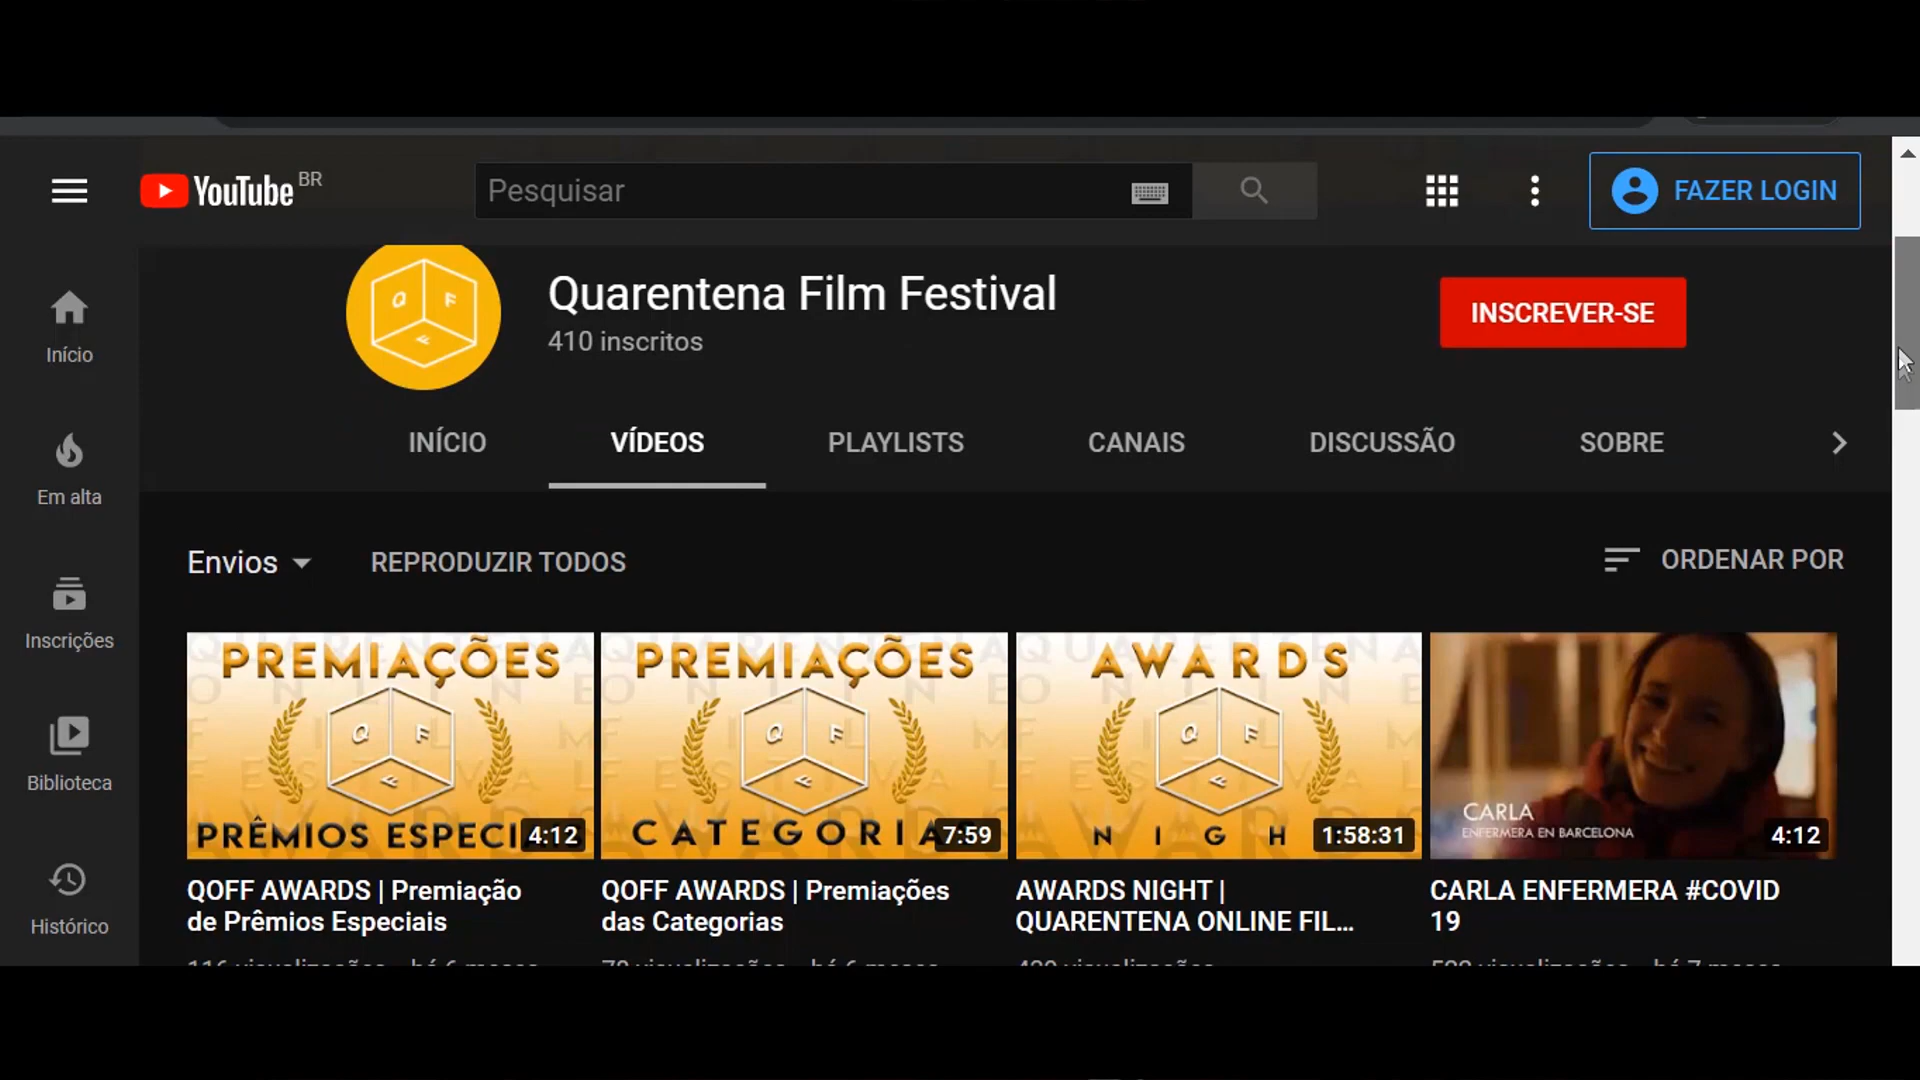 YouTube BR
Pesquisar
FAZER LOGIN
Quarentena Film Festival
410 inscritos
INSCREVER-SE
Início
Em alta
Inscrições
Biblioteca
Histórico
INÍCIO
VÍDEOS
PLAYLISTS
CANAIS
DISCUSSÃO
SOBRE
Envios
REPRODUZIR TODOS
ORDENAR POR
PREMIAÇÕES
Q F F
PRÊMIOS
4:12
PREMIAÇÕES
Q F F
7:59
AWARDS
Q F F
N I G H
1:58:31
CARLA
ENFERMERA EN BARCELONA
4:12
QOFF AWARDS | Premiação
de Prêmios Especiais
QOFF AWARDS | Premiações
das Categorias
AWARDS NIGHT |
QUARENTENA ONLINE FIL...
CARLA ENFERMERA #COVID
19